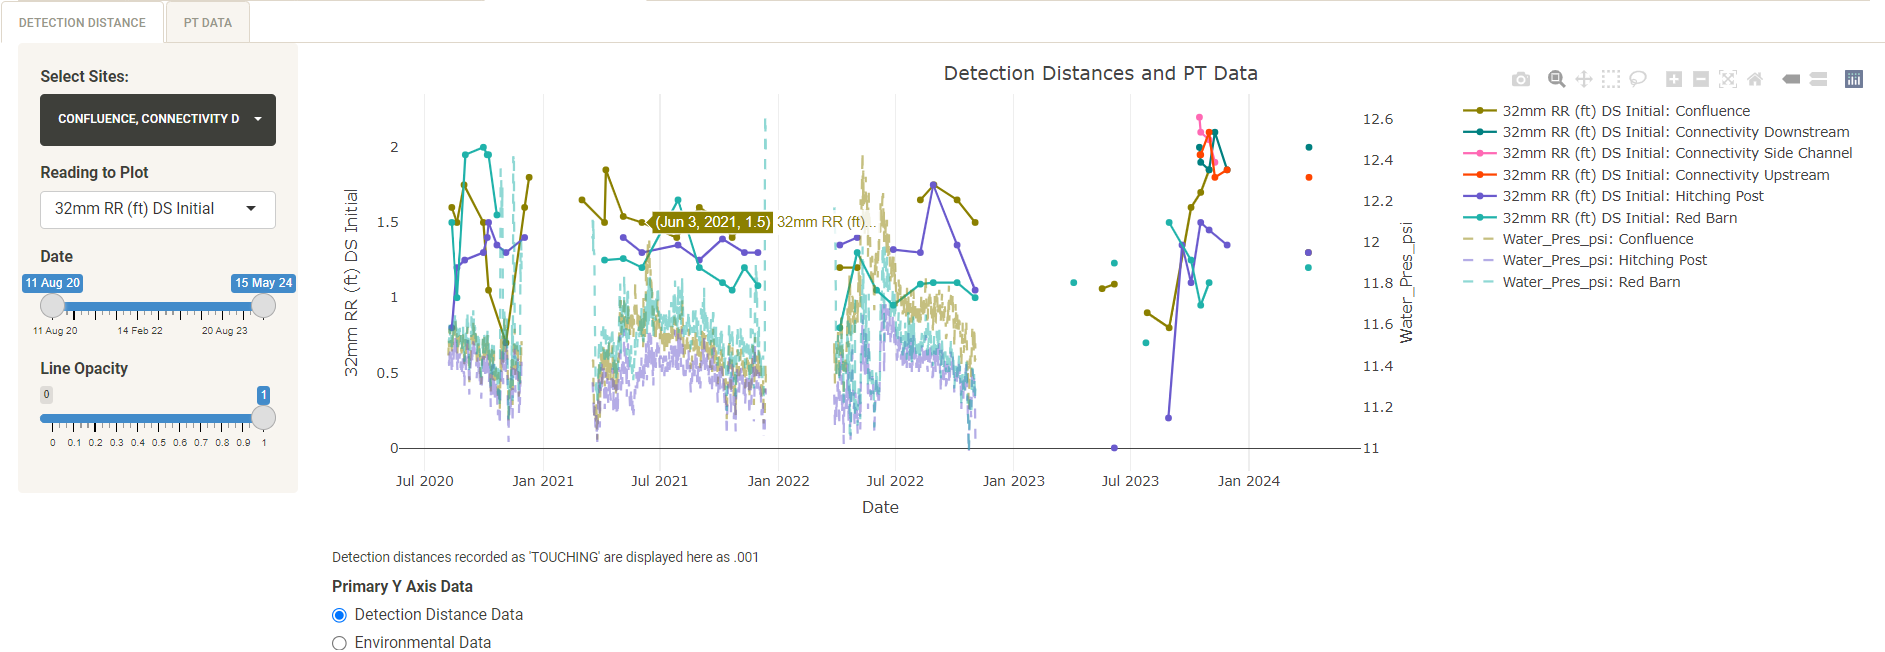 DETECTION DISTANCE
PT DATA
Select Sites:
CONFLUENCE, CONNECTIVITY D
Reading to Plot
32mm RR (ft) DS Initial
Date
11 Aug 20
15 May 24
11 Aug 20
14 Feb 22
20 Aug 23
Line Opacity
0
1
0 0.1 0.2 0.3 0.4 0.5 0.6 0.7 0.8 0.9 1
Detection Distances and PT Data
32mm RR (ft) DS Initial
2
1.5
1
0.5
0
(Jun 3, 2021, 1.5) 32mm RR (ft)...
12.6
12.4
12.2
12
11.8
11.6
11.4
11.2
11
Water_Pres_psi
Jul 2020
Jan 2021
Jul 2021
Jan 2022
Jul 2022
Jan 2023
Jul 2023
Jan 2024
Date
32mm RR (ft) DS Initial: Confluence
32mm RR (ft) DS Initial: Connectivity Downstream
32mm RR (ft) DS Initial: Connectivity Side Channel
32mm RR (ft) DS Initial: Connectivity Upstream
32mm RR (ft) DS Initial: Hitching Post
32mm RR (ft) DS Initial: Red Barn
Water_Pres_psi: Confluence
Water_Pres_psi: Hitching Post
Water_Pres_psi: Red Barn
Detection distances recorded as 'TOUCHING' are displayed here as .001
Primary Y Axis Data
Detection Distance Data
Environmental Data